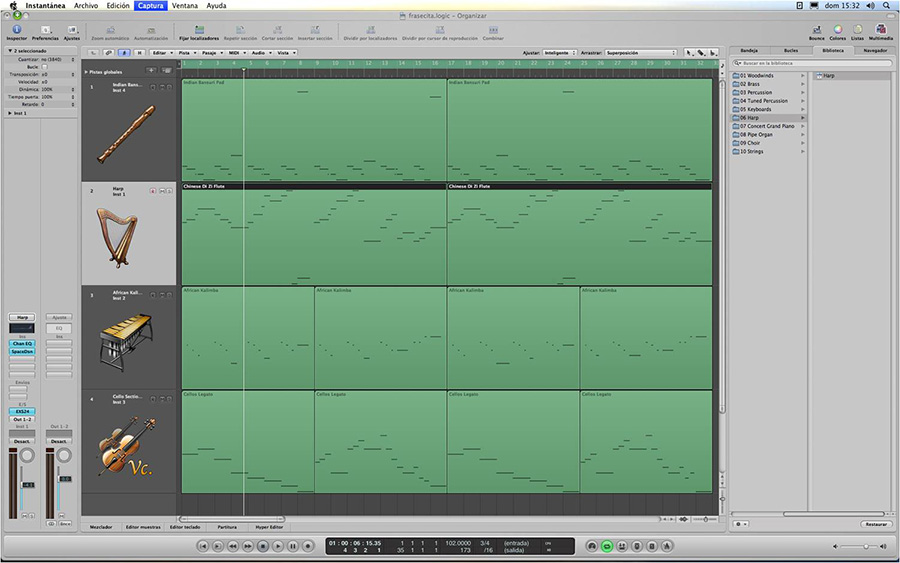 Instantánea Archivo Edición Captura Ventana Ayuda dom 15:32
frasecita.logic – Organizar
Inspector Preferencias Ajustes Zoom automático Automatización Fijar localizadores Repetir sección Cortar sección Insertar sección Dividir por localizadores Dividir por cursor de reproducción Combinar Bounce Colores Listas Multimedia
2 seleccionado
Editar Pista Pasaje MIDI Audio Vista Ajustar: Inteligente Arrastrar: Superposición
Bandeja Bucles Biblioteca Navegador
Cuantizar: no (3840)
Bucle:
Transposición: ±0
Velocidad: ±0
Dinámica: 100%
Tiempo puerta: 100%
Retardo: 0
Inst 1
Pistas globales
1 2 3 4 5 6 7 8 9 10 11 12 13 14 15 16 17 18 19 20 21 22 23 24 25 26 27 28 29 30 31 32
Buscar en la biblioteca
01 Woodwinds
02 Brass
03 Percussion
04 Tuned Percussion
05 Keyboards
06 Harp
07 Concert Grand Piano
08 Pipe Organ
09 Choir
10 Strings
Harp
1 Indian Bans...
Inst 4
Indian Bansuri Pad Indian Bansuri Pad
2 Harp
Inst 1
Chinese Di Zi Flute Chinese Di Zi Flute
3 African Kali...
Inst 2
African Kalimba African Kalimba African Kalimba African Kalimba
4 Cello Sectio...
Inst 3
Vc.
Cellos Legato Cellos Legato Cellos Legato Cellos Legato
Harp Ajuste
EQ
Ins Ins
Chan EQ
SpaceDsn
Envíos
E/S
EXS24
Out 1-2
Inst 1 Out 1-2
Desact. Desact.
Mezclador Editor muestras Editor teclado Partitura Hyper Editor
Restaurar
01 : 00 : 06 : 15.35 1 1 1 1 102.0000 3/4 (entrada)
4 3 2 1 35 1 1 1 173 /16 (salida)